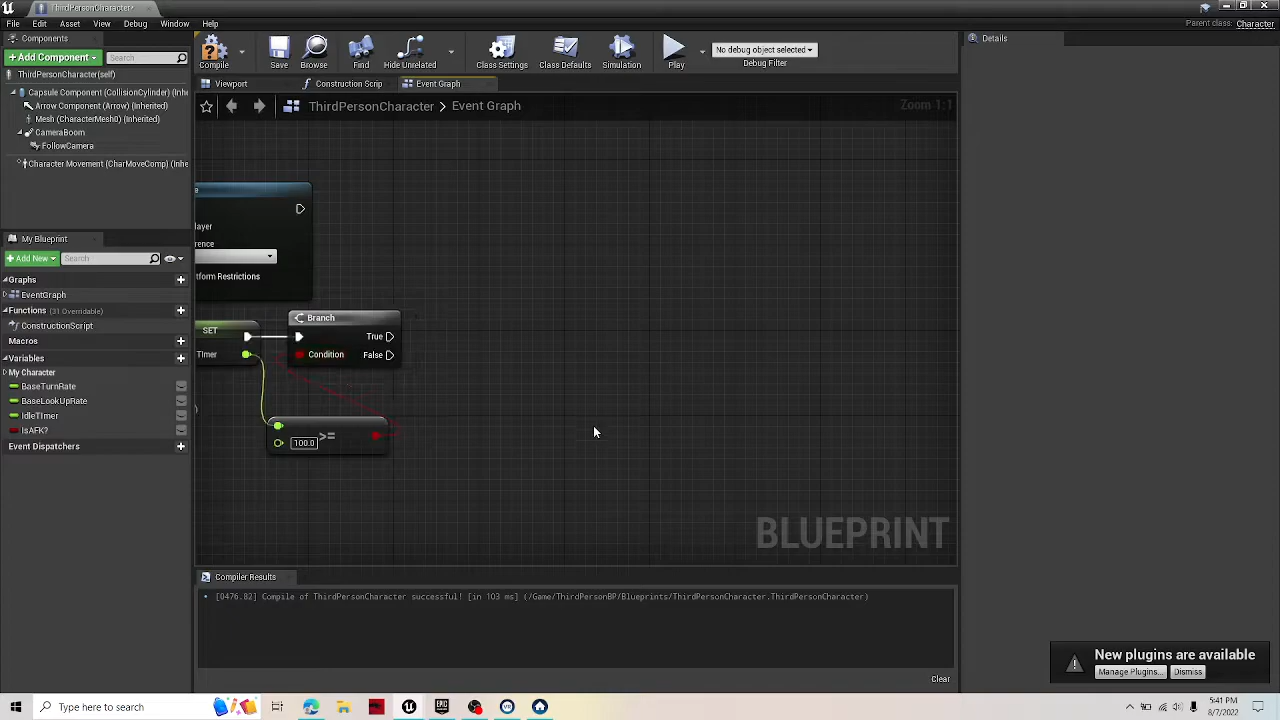 ThirdPersonCharacter*
File Edit Asset View Debug Window Help
Parent class: Character
Components
+ Add Component
Search
ThirdPersonCharacter(self)
Capsule Component (CollisionCylinder) (Inhe
Arrow Component (Arrow) (Inherited)
Mesh (CharacterMesh0) (Inherited)
CameraBoom
FollowCamera
Character Movement (CharMoveComp) (Inhe
Compile
Save
Browse
Find
Hide Unrelated
Class Settings
Class Defaults
Simulation
Play
No debug object selected
Debug Filter
Details
Viewport
Construction Scrip
Event Graph
ThirdPersonCharacter > Event Graph
Zoom 1:1
My Blueprint
+ Add New
Search
Graphs
EventGraph
Functions (31 Overridable)
ConstructionScript
Macros
Variables
My Character
BaseTurnRate
BaseLookUpRate
IdleTImer
IsAFK?
Event Dispatchers
e
layer
rence
tform Restrictions
SET
TImer
Branch
True
Condition
False
100.0
>=
BLUEPRINT
Compiler Results
[0476.82] Compile of ThirdPersonCharacter successful! [in 103 ms] (/Game/ThirdPersonBP/Blueprints/ThirdPersonCharacter.ThirdPersonCharacter)
Clear
New plugins are available
Manage Plugins...
Dismiss
Type here to search
5:41 PM
8/7/2022